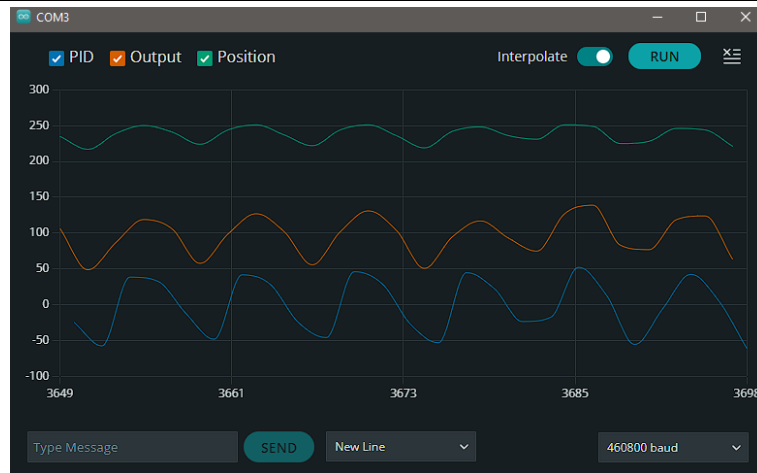 COM3
PID Output Position Interpolate RUN
300
250
200
150
100
50
0
-50
-100
3649 3661 3673 3685 3698
Type Message SEND New Line 460800 baud